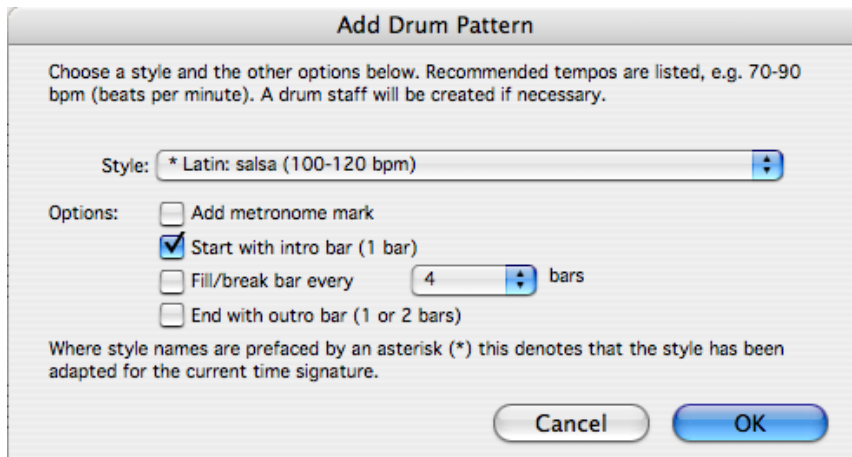 Add Drum Pattern
Choose a style and the other options below. Recommended tempos are listed, e.g. 70-90
bpm (beats per minute). A drum staff will be created if necessary.
Style: * Latin: salsa (100-120 bpm)
Options: Add metronome mark
Start with intro bar (1 bar)
Fill/break bar every 4 bars
End with outro bar (1 or 2 bars)
Where style names are prefaced by an asterisk (*) this denotes that the style has been
adapted for the current time signature.
Cancel OK